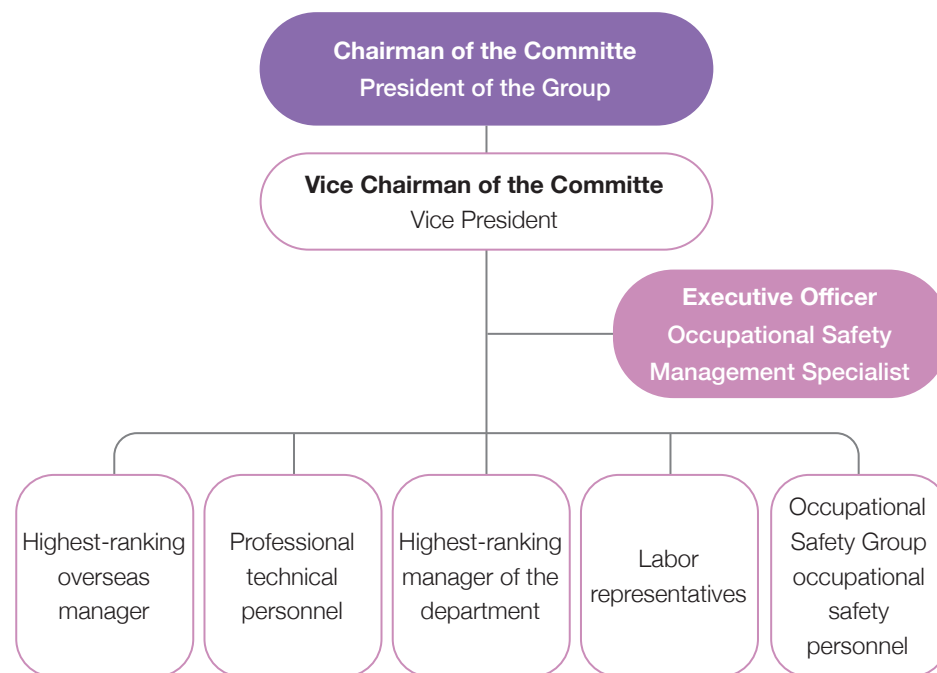 Chairman of the Committe
President of the Group
Vice Chairman of the Committe
Vice President
Executive Officer
Occupational Safety
Management Specialist
Highest-ranking
overseas
manager
Professional
technical
personnel
Highest-ranking
manager of the
department
Labor
representatives
Occupational
Safety Group
occupational
safety
personnel